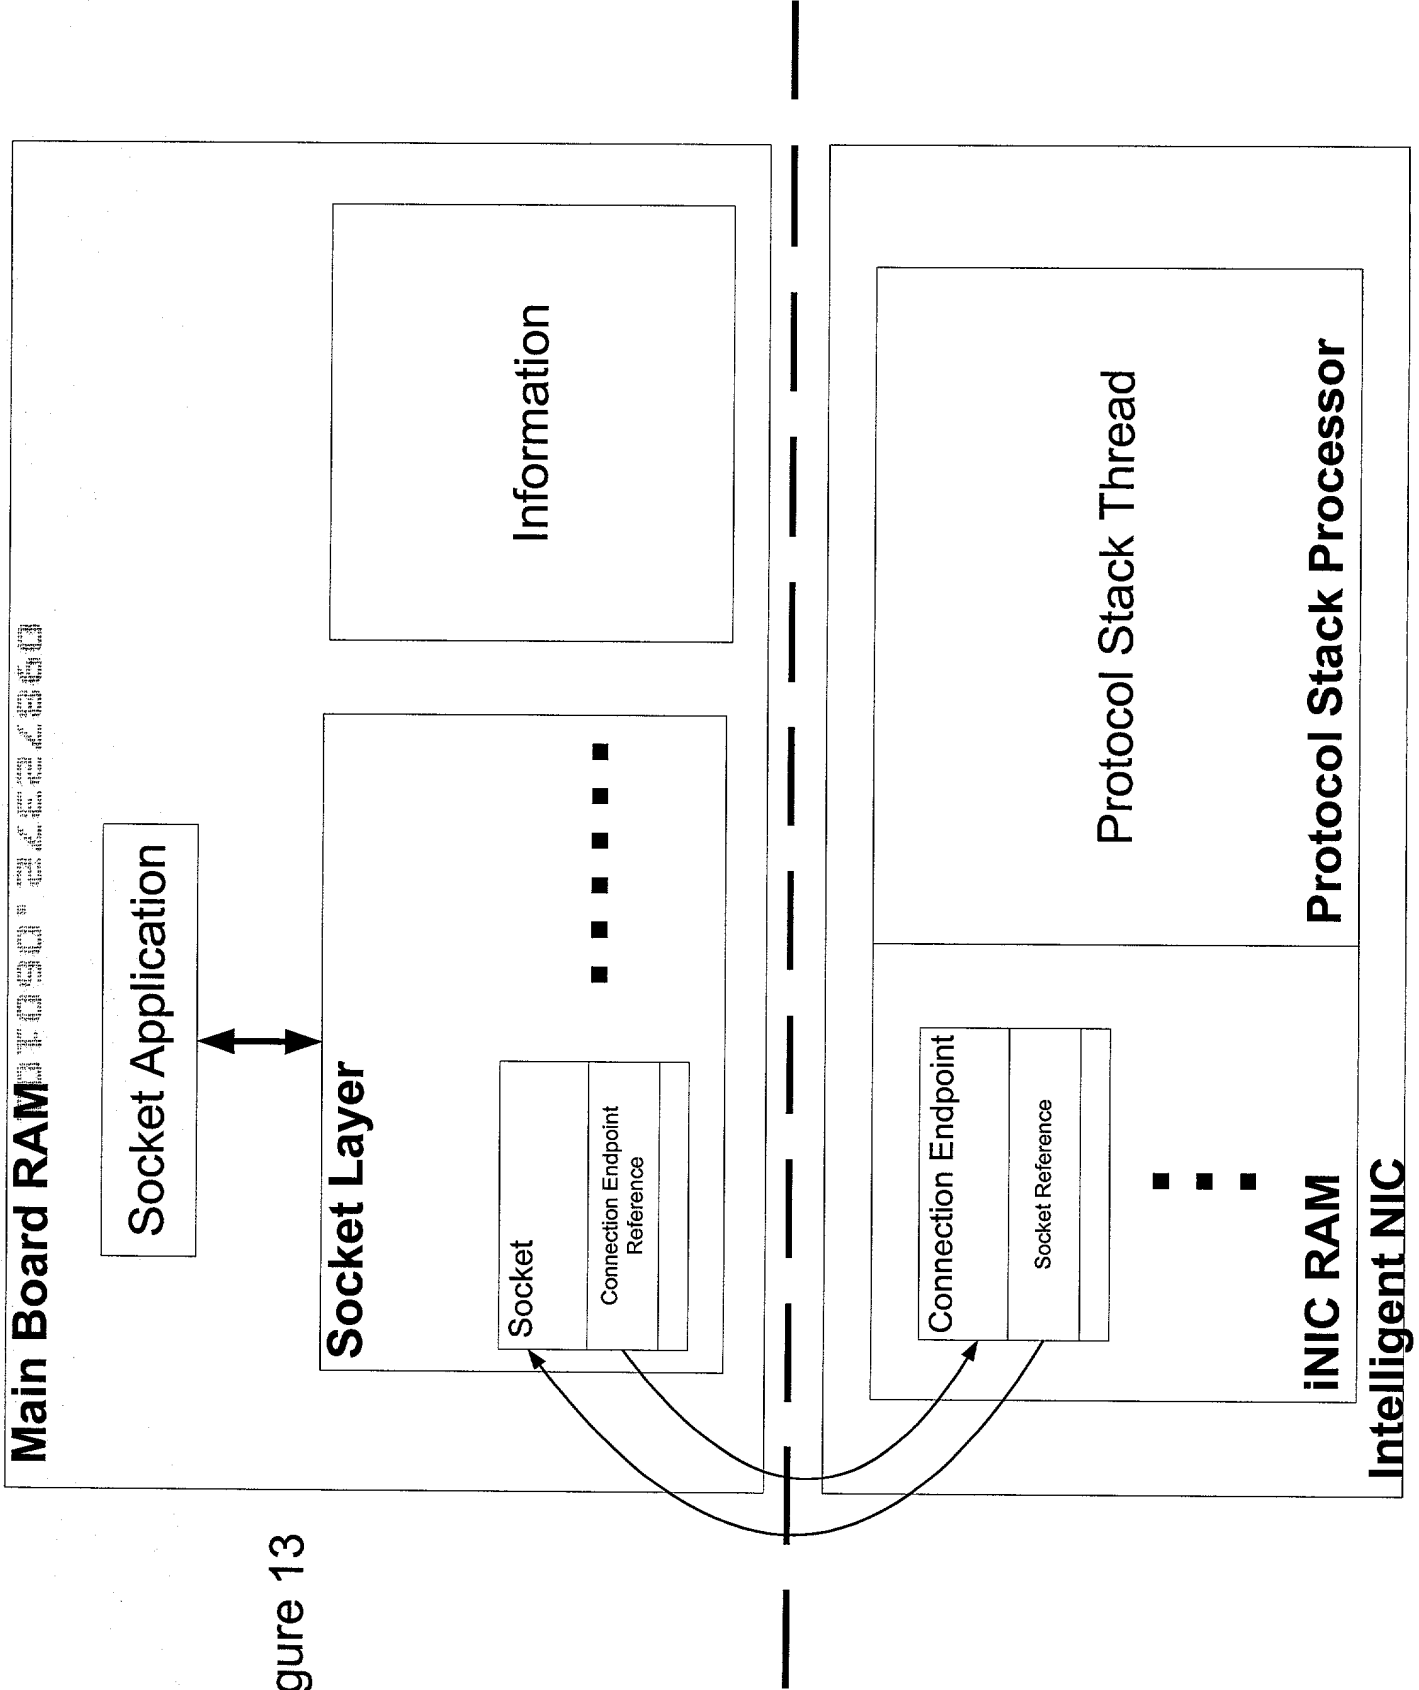 Main Board RAM
Socket Application
Socket Layer
Socket
Connection Endpoint
Reference
Information
Connection Endpoint
Socket Reference
iNIC RAM
Protocol Stack Thread
Protocol Stack Processor
Intelligent NIC
gure 13